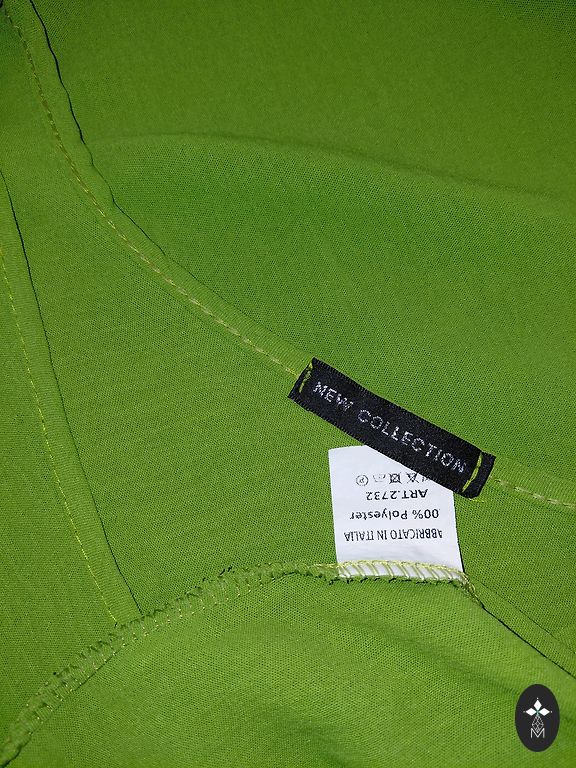 NEW COLLECTION
ABBRICATO IN ITALIA
00% Polyester
ART.2732
M